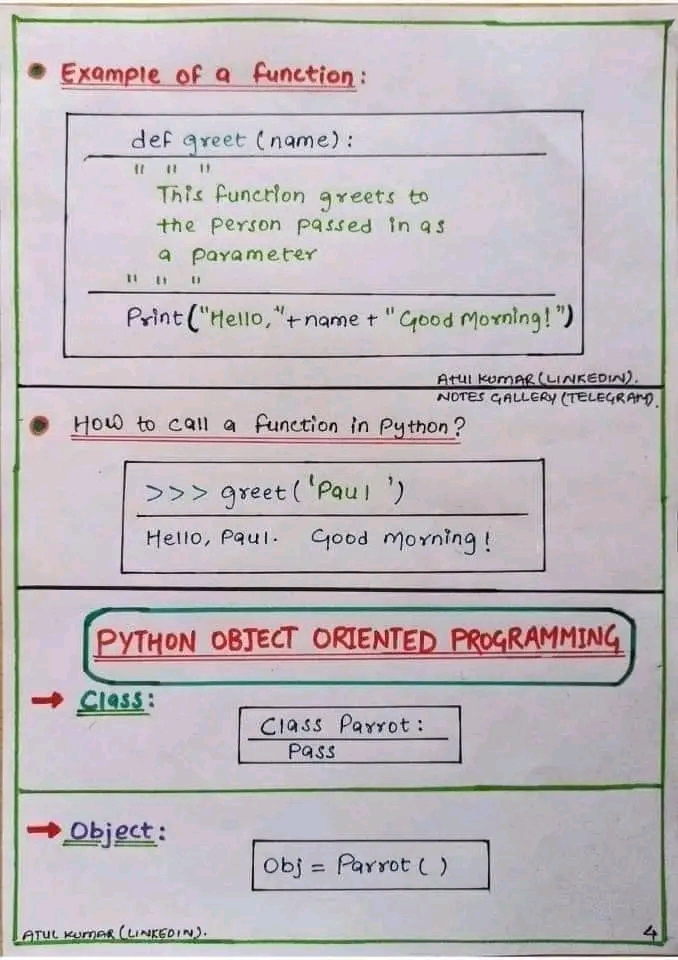 Example of a function:
def greet (name):
" " "
This function greets to
the person passed in as
a parameter
" " "
Print("Hello,"+name+"Good Morning!")
ATUL KUMAR (LINKEDIN).
NOTES GALLERY (TELEGRAM).
How to call a function in Python?
>>> greet('Paul')
Hello, Paul. Good morning!
PYTHON OBJECT ORIENTED PROGRAMMING
Class:
Class Parrot:
Pass
Object:
Obj = Parrot()
ATUL KUMAR (LINKEDIN).
4